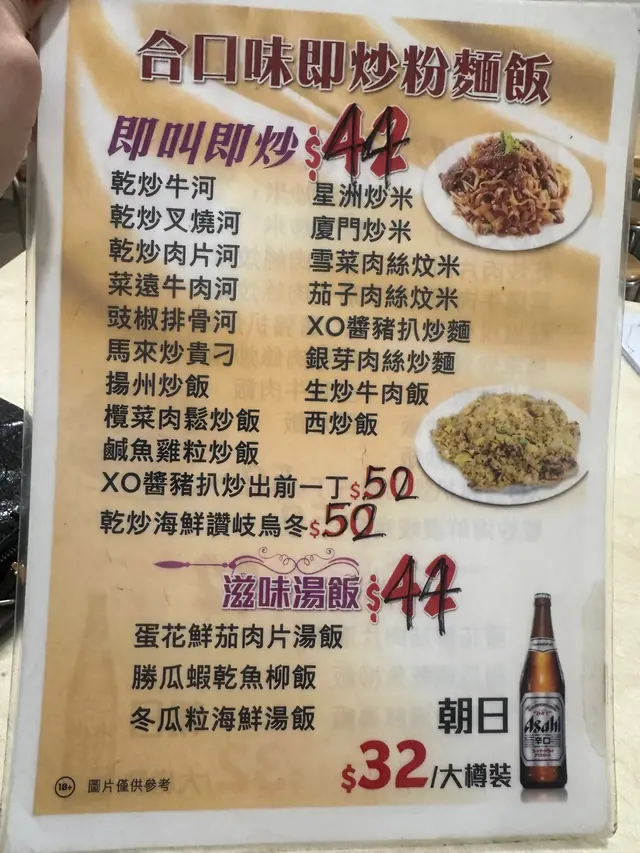 合口味即炒粉麵飯
即叫即炒 $44
乾炒牛河
乾炒叉燒河
乾炒肉片河
菜遠牛肉河
豉椒排骨河
馬來炒貴刁
揚州炒飯
欖菜肉鬆炒飯
鹹魚雞粒炒飯
星洲炒米
廈門炒米
雪菜肉絲炆米
茄子肉絲炆米
XO醬豬扒炒麵
銀芽肉絲炒麵
生炒牛肉飯
西炒飯
XO醬豬扒炒出前一丁 $50
乾炒海鮮讚岐烏冬 $52
滋味湯飯 $44
蛋花鮮茄肉片湯飯
勝瓜蝦乾魚柳飯
冬瓜粒海鮮湯飯
朝日
$32/大樽裝
Asahi
辛口
18+ 圖片僅供參考